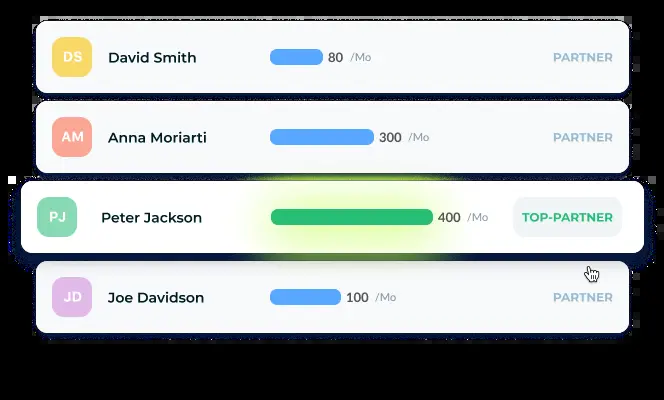 DS David Smith 80 /Mo PARTNER
AM Anna Moriarti 300 /Mo PARTNER
PJ Peter Jackson 400 /Mo TOP-PARTNER
JD Joe Davidson 100 /Mo PARTNER